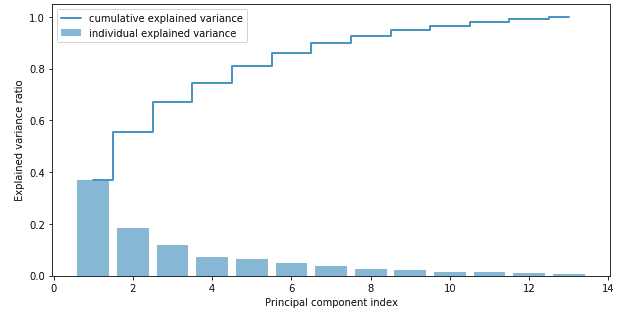 cumulative explained variance
individual explained variance
1.0
0.8
0.6
0.4
0.2
0.0
Explained variance ratio
0 2 4 6 8 10 12 14
Principal component index